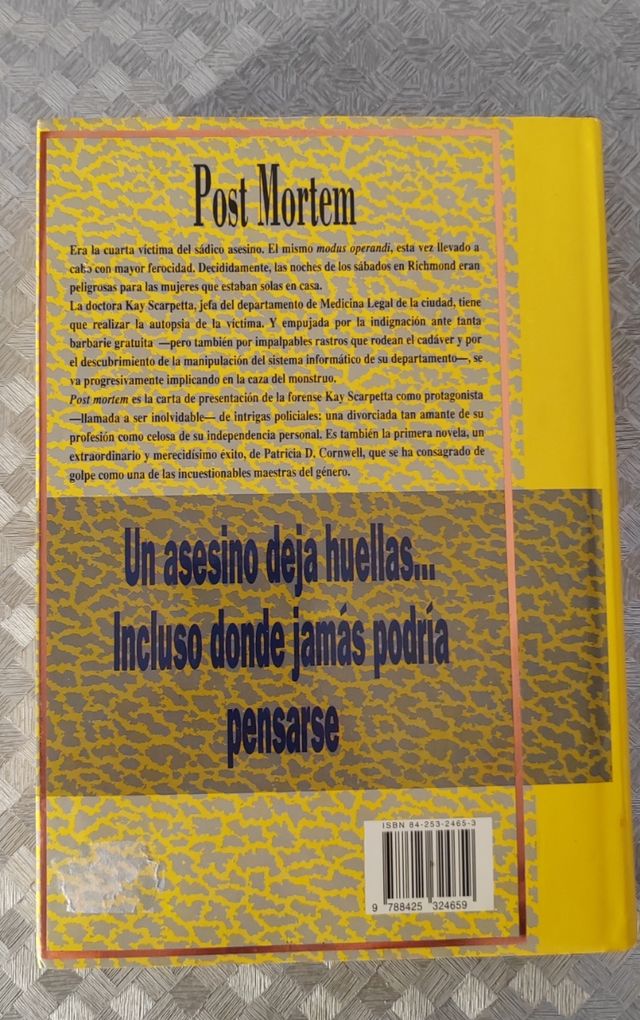 Post Mortem
Era la cuarta víctima del sádico asesino. El mismo modus operandi, esta vez llevado a
cabo con mayor ferocidad. Decididamente, las noches de los sábados en Richmond eran
peligrosas para las mujeres que estaban solas en casa.
La doctora Kay Scarpetta, jefa del departamento de Medicina Legal de la ciudad, tiene
que realizar la autopsia de la víctima. Y empujada por la indignación ante tanta
barbarie gratuita —pero también por impalpables rastros que rodean el cadáver y por
el descubrimiento de la manipulación del sistema informático de su departamento—, se
va progresivamente implicando en la caza del monstruo.
Post mortem es la carta de presentación de la forense Kay Scarpetta como protagonista
—llamada a ser inolvidable— de intrigas policiales: una divorciada tan amante de su
profesión como celosa de su independencia personal. Es también la primera novela, un
extraordinario y merecidísimo éxito, de Patricia D. Cornwell, que se ha consagrado de
golpe como una de las incuestionables maestras del género.
Un asesino deja huellas...
Incluso donde jamás podría
pensarse
ISBN 84-253-2465-3
9 788425 324659